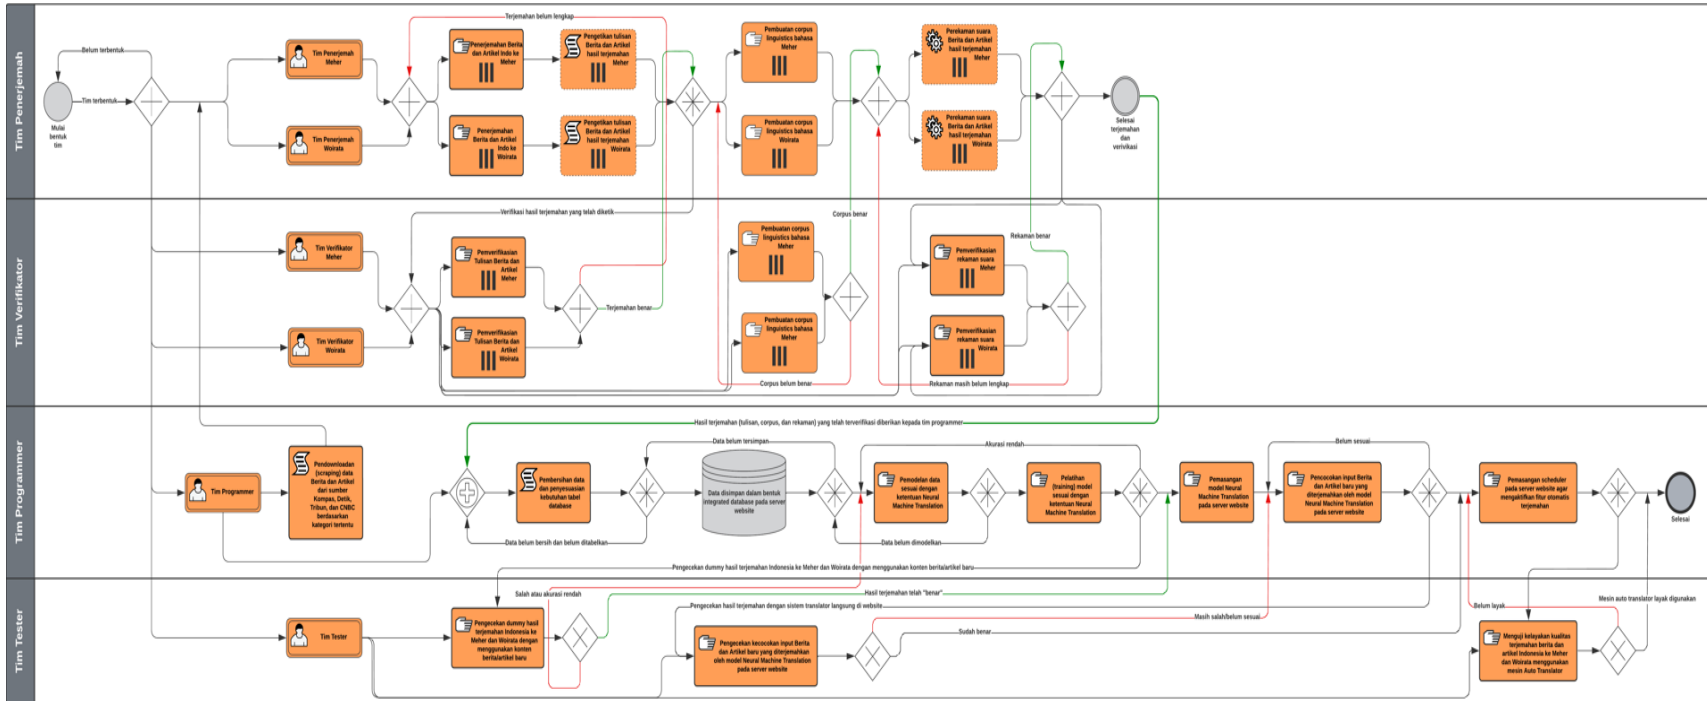 Tim Penerjemah
Belum terbentuk
Tim terbentuk
Mulai
bentuk
tim
Tim Penerjemah
Meher
Tim Penerjemah
Woirata
Terjemahan belum lengkap
Penerjemahan Berita
dan Artikel Indo ke
Meher
Penerjemahan
Berita dan Artikel
Indo ke
Woirata
Pengetikan tulisan
Berita dan Artikel
hasil terjemahan
Meher
Pengetikan tulisan
Berita dan Artikel
hasil terjemahan
Woirata
Pembuatan corpus
linguistics bahasa
Meher
Pembuatan corpus
linguistics bahasa
Woirata
Perekaman suara
Berita dan Artikel
hasil terjemahan
Meher
Perekaman suara
Berita dan Artikel
hasil terjemahan
Woirata
Selesai
terjemahan
dan
verivikasi
Tim Verifikator
Verifikasi hasil terjemahan yang telah diketik
Tim Verifikator
Meher
Tim Verifikator
Woirata
Pemverifikasian
Tulisan Berita dan
Artikel
Meher
Pemverifikasian
Tulisan Berita dan
Artikel
Woirata
Terjemahan benar
Pembuatan corpus
linguistics bahasa
Meher
Pembuatan corpus
linguistics bahasa
Meher
Corpus benar
Corpus belum benar
Rekaman benar
Pemverifikasian
rekaman suara
Meher
Pemverifikasian
rekaman suara
Woirata
Rekaman masih belum lengkap
Tim Programmer
Hasil terjemahan (tulisan, corpus, dan rekaman) yang telah terverifikasi diberikan kepada tim programmer
Tim Programmer
Pendownloadan
(scraping) data
Berita dan Artikel
dari sumber
Kompas, Detik,
Tribun, dan CNBC
berdasarkan
kategori tertentu
Pembersihan data
dan penyesuaian
kebutuhan tabel
database
Data belum bersih dan belum ditabelkan
Data belum tersimpan
Data disimpan dalam bentuk
integrated database pada server
website
Akurasi rendah
Pemodelan data
sesuai dengan
ketentuan Neural
Machine Translation
Data belum dimodelkan
Pelatihan
(training) model
sesuai dengan
ketentuan Neural
Machine Translation
Pemasangan
model Neural
Machine Translation
pada server website
Belum sesuai
Pencocokan input Berita
dan Artikel baru yang
diterjemahkan oleh model
Neural Machine Translation
pada server website
Pemasangan scheduler
pada server website agar
mengaktifkan fitur otomatis
terjemahan
Selesai
Pengecekan dummy hasil terjemahan Indonesia ke Meher dan Woirata dengan menggunakan konten berita/artikel baru
Tim Tester
Tim Tester
Salah atau akurasi rendah
Pengecekan dummy hasil
terjemahan Indonesia ke
Meher dan Woirata dengan
menggunakan konten
berita/artikel baru
Hasil terjemahan telah "benar"
Pengecekan hasil terjemahan dengan sistem translator langsung di website
Pengecekan kecocokan input Berita
dan Artikel baru yang diterjemahkan
oleh model Neural Machine Translation
pada server website
Masih salah/belum sesuai
Sudah benar
Belum layak
Mesin auto translator layak digunakan
Menguji kelayakan kualitas
terjemahan berita dan
artikel Indonesia ke Meher
dan Woirata menggunakan
mesin Auto Translator